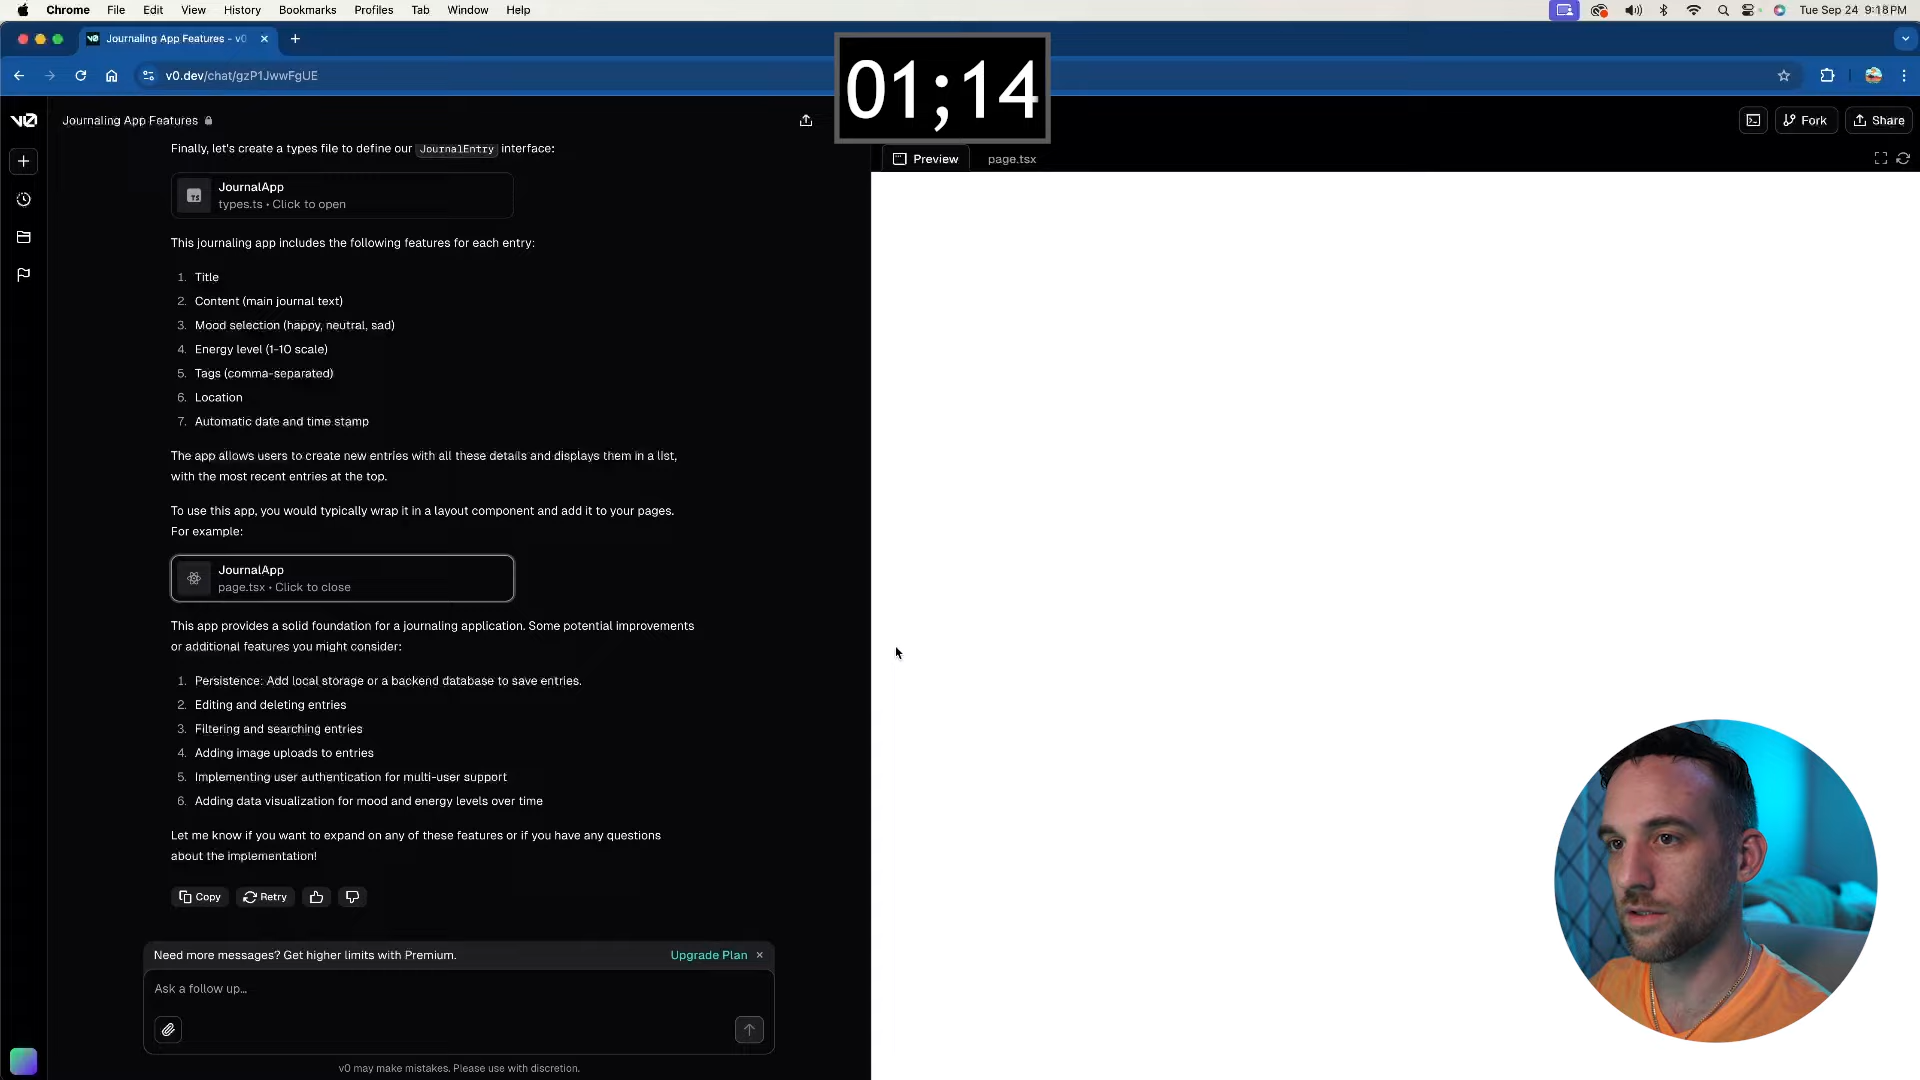 Chrome File Edit View History Bookmarks Profiles Tab Window Help Tue Sep 24 9:18 PM
Journaling App Features - v0
v0.dev/chat/gzP1JwwFgUE
01;14
Journaling App Features
Fork
Share
Preview
page.tsx
Finally, let's create a types file to define our JournalEntry interface:
JournalApp
types.ts • Click to open
This journaling app includes the following features for each entry:
1. Title
2. Content (main journal text)
3. Mood selection (happy, neutral, sad)
4. Energy level (1-10 scale)
5. Tags (comma-separated)
6. Location
7. Automatic date and time stamp
The app allows users to create new entries with all these details and displays them in a list,
with the most recent entries at the top.
To use this app, you would typically wrap it in a layout component and add it to your pages.
For example:
JournalApp
page.tsx • Click to close
This app provides a solid foundation for a journaling application. Some potential improvements
or additional features you might consider:
1. Persistence: Add local storage or a backend database to save entries.
2. Editing and deleting entries
3. Filtering and searching entries
4. Adding image uploads to entries
5. Implementing user authentication for multi-user support
6. Adding data visualization for mood and energy levels over time
Let me know if you want to expand on any of these features or if you have any questions
about the implementation!
Copy
Retry
Need more messages? Get higher limits with Premium.
Upgrade Plan
Ask a follow up...
v0 may make mistakes. Please use with discretion.